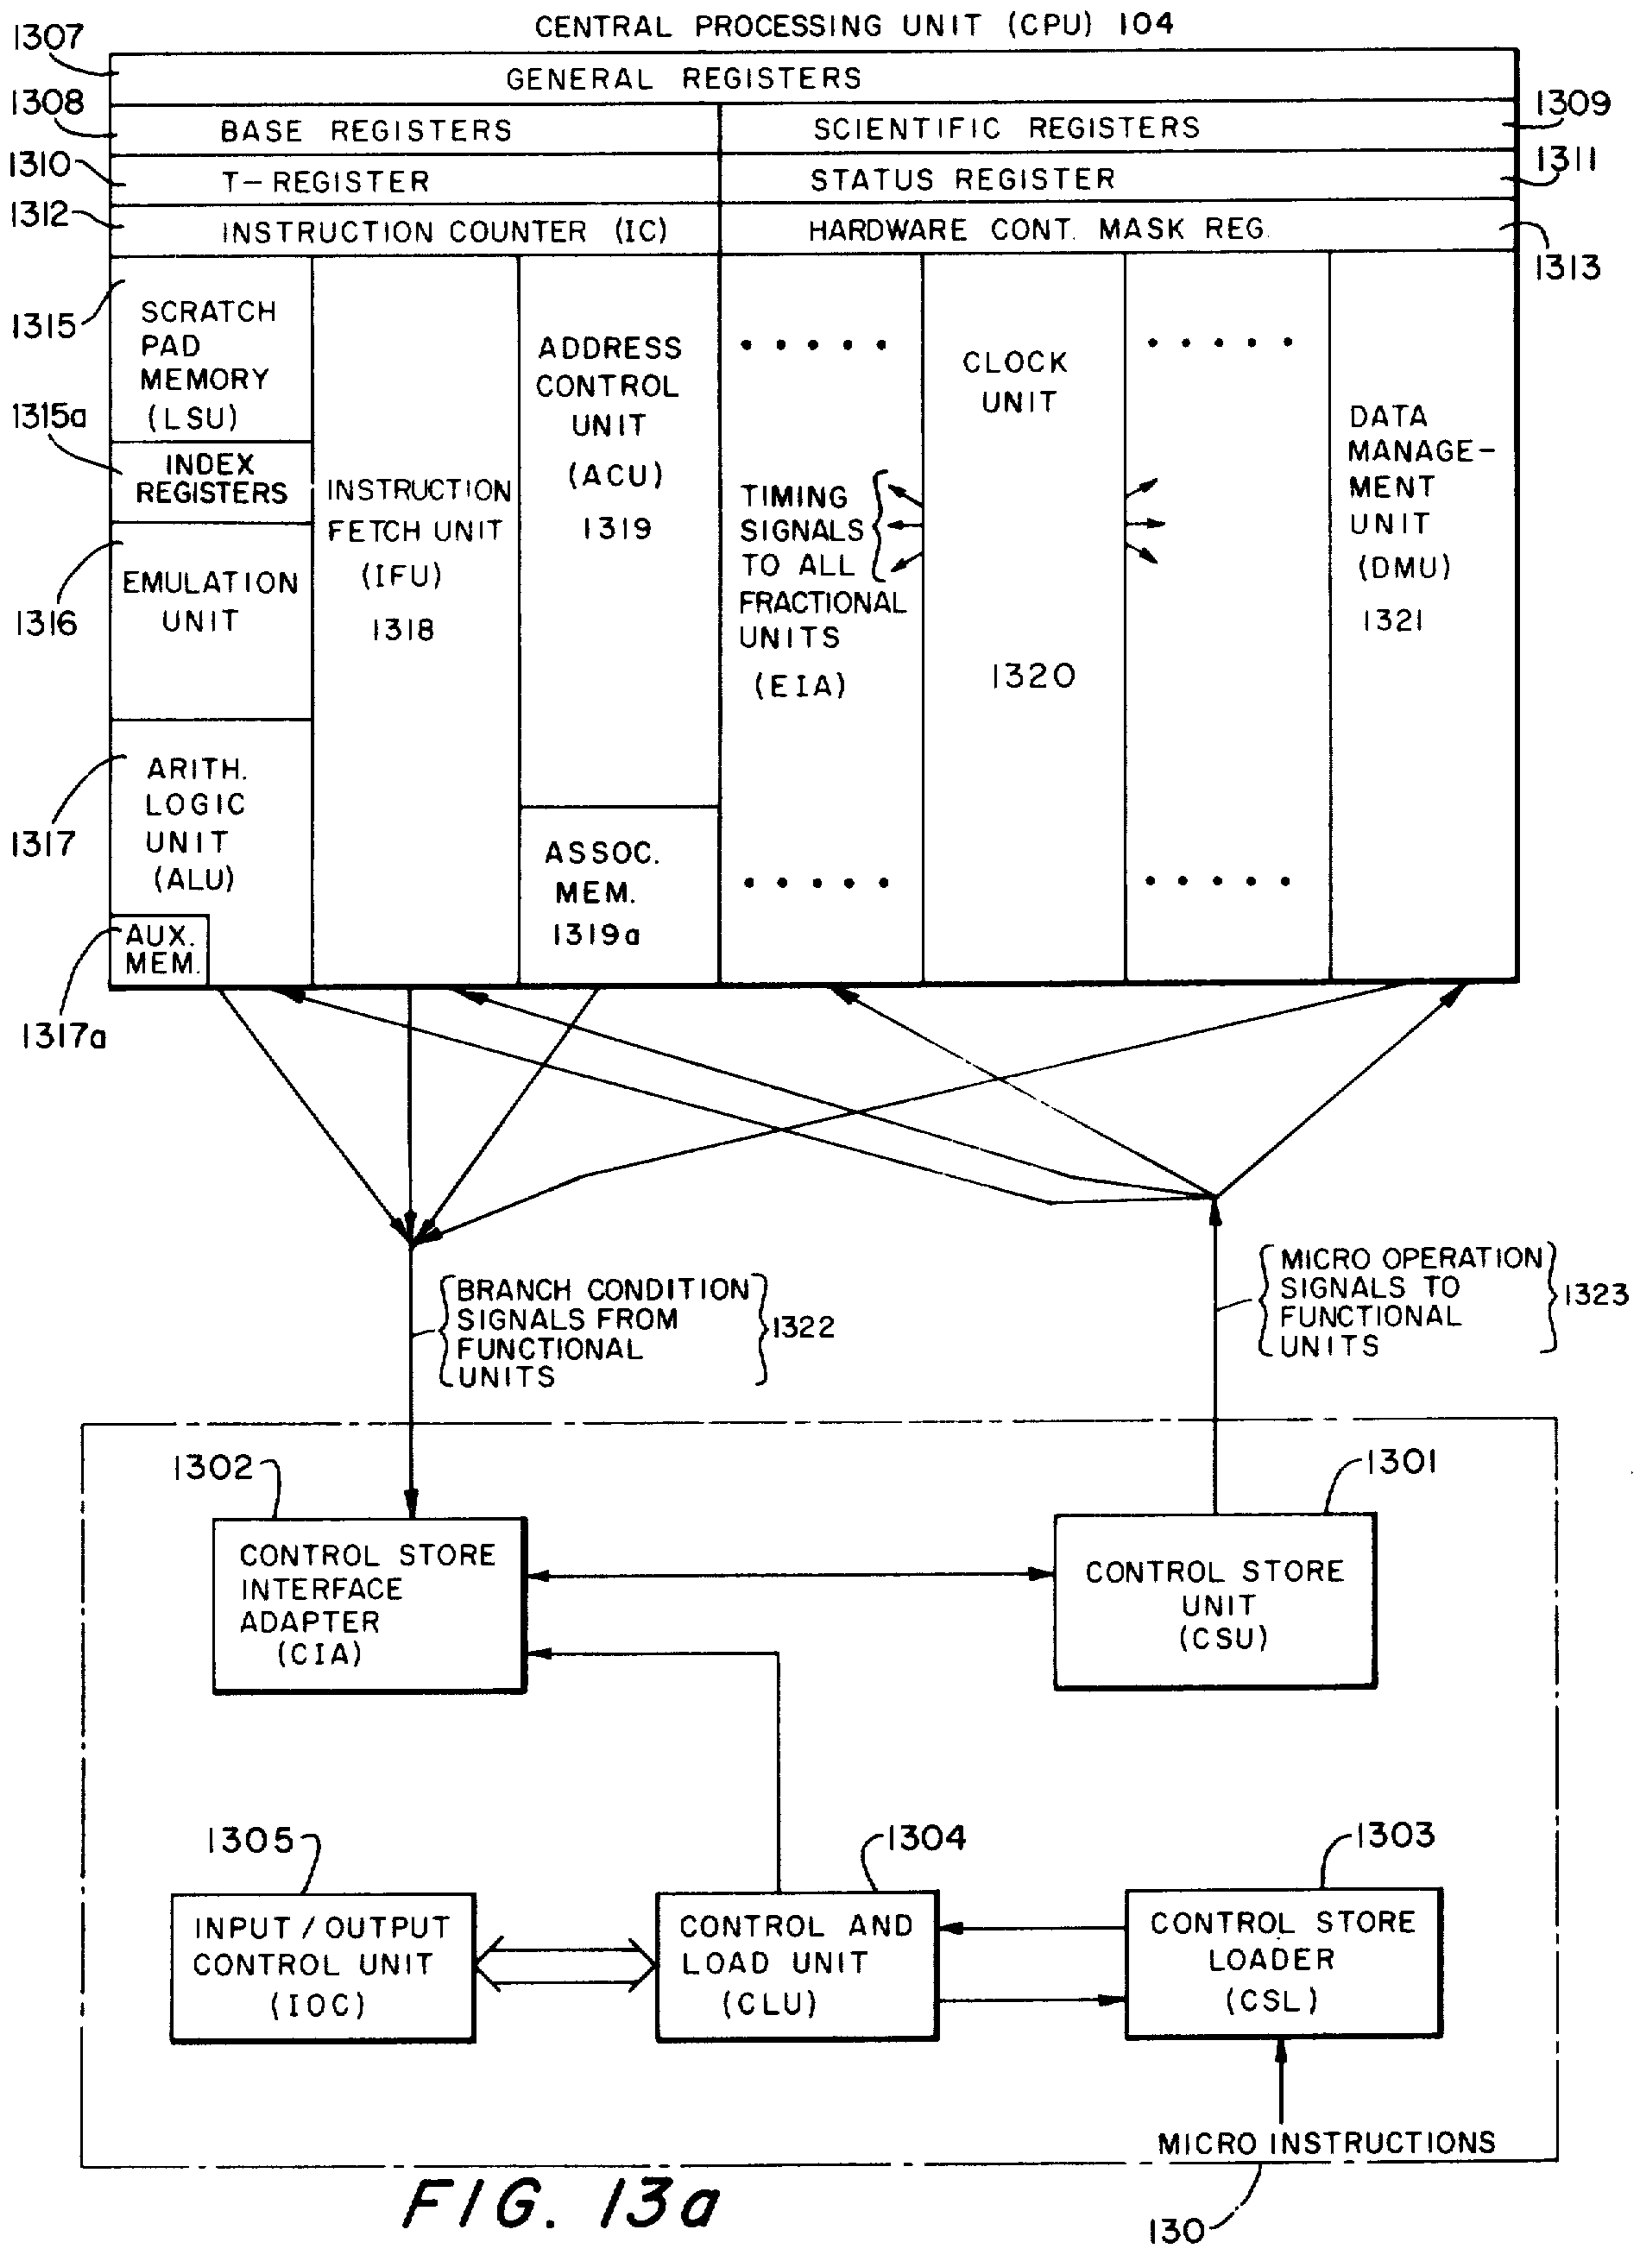 CENTRAL PROCESSING UNIT (CPU) 104
1307
GENERAL REGISTERS
1308
BASE REGISTERS
SCIENTIFIC REGISTERS
1309
1310
T-REGISTER
STATUS REGISTER
1311
1312
INSTRUCTION COUNTER (IC)
HARDWARE CONT. MASK REG.
1313
1315
SCRATCH
PAD
MEMORY
(LSU)
1315a
INDEX
REGISTERS
1316
EMULATION
UNIT
1317
ARITH.
LOGIC
UNIT
(ALU)
AUX.
MEM.
1317a
INSTRUCTION
FETCH UNIT
(IFU)
1318
ADDRESS
CONTROL
UNIT
(ACU)
1319
ASSOC.
MEM.
1319a
.....
TIMING
SIGNALS
TO ALL
FRACTIONAL
UNITS
(EIA)
.....
CLOCK
UNIT
1320
.....
.....
DATA
MANAGE-
MENT
UNIT
(DMU)
1321
BRANCH CONDITION
SIGNALS FROM
FUNCTIONAL
UNITS
1322
MICRO OPERATION
SIGNALS TO
FUNCTIONAL
UNITS
1323
1302
CONTROL STORE
INTERFACE
ADAPTER
(CIA)
1301
CONTROL STORE
UNIT
(CSU)
1305
INPUT/OUTPUT
CONTROL UNIT
(IOC)
1304
CONTROL AND
LOAD UNIT
(CLU)
1303
CONTROL STORE
LOADER
(CSL)
MICRO INSTRUCTIONS
130
FIG. 13a